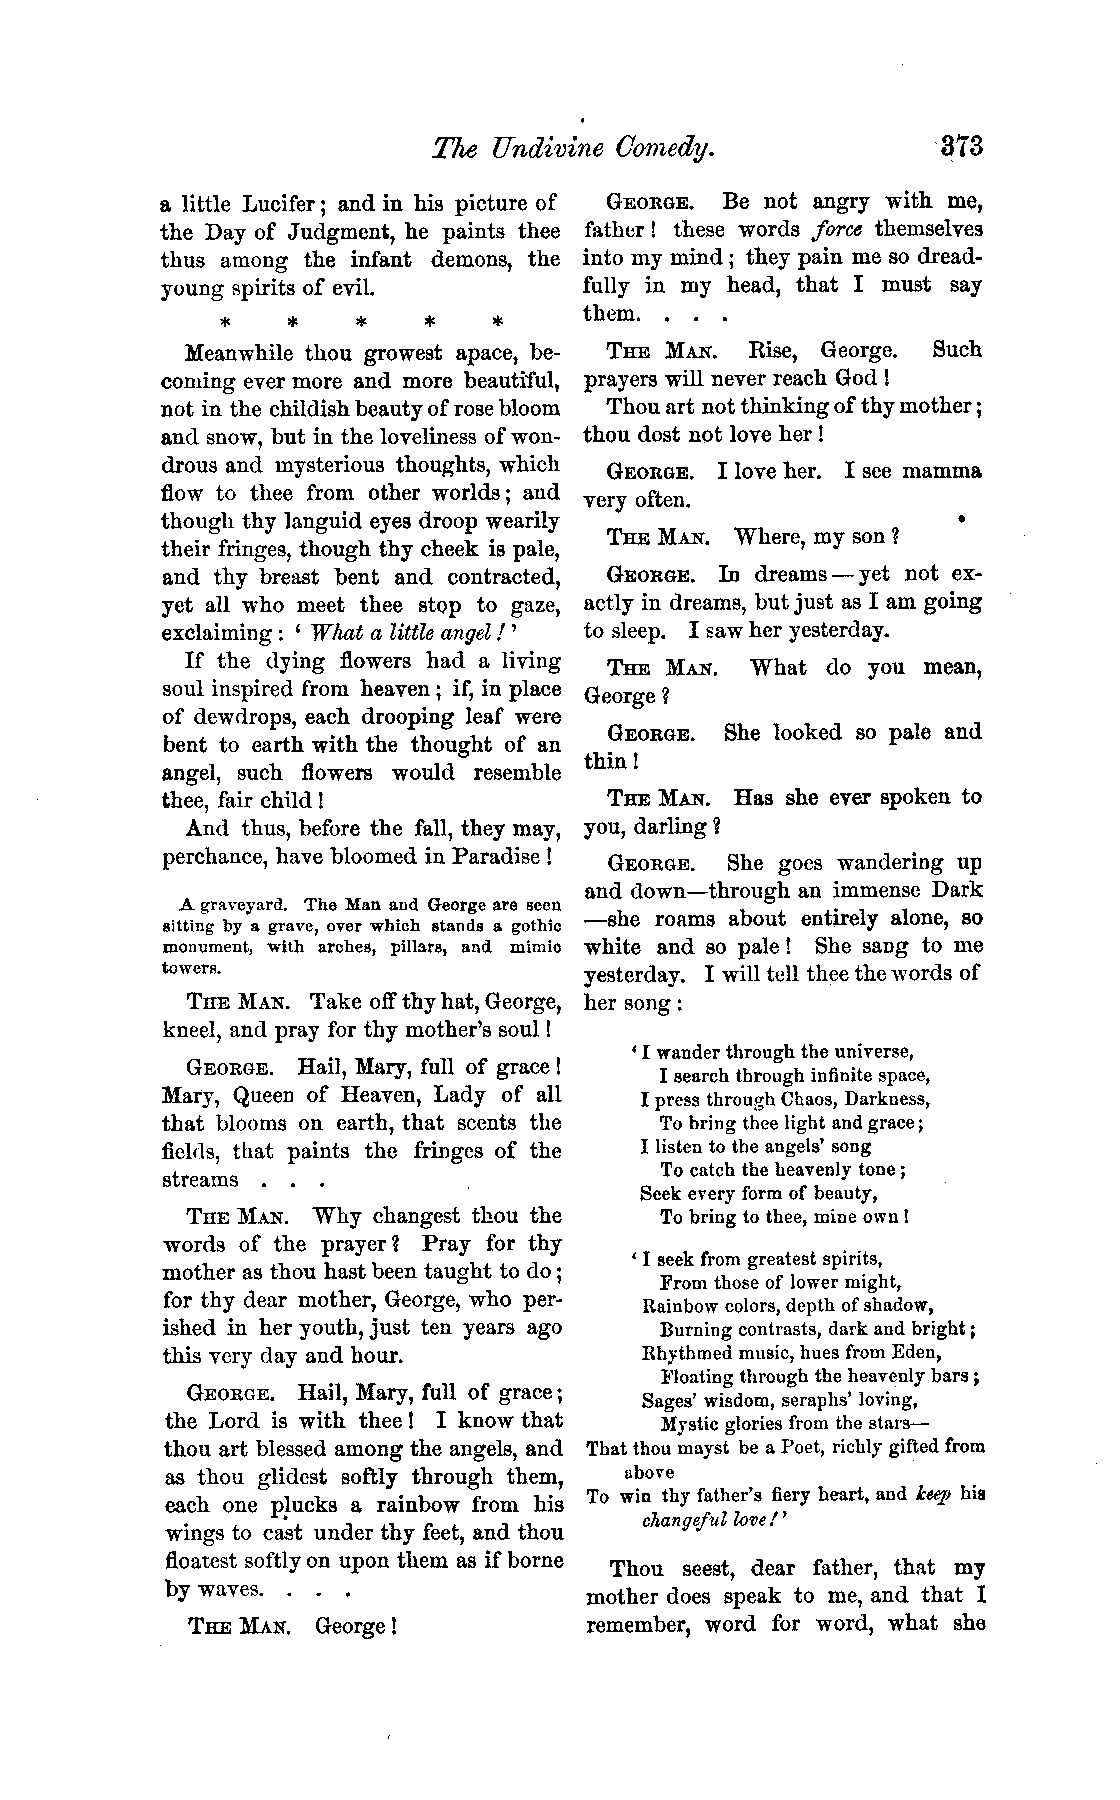 The Undivine Comedy. 373
a little Lucifer; and in his picture of
the Day of Judgment, he paints thee
thus among the infant demons, the
young spirits of evil.
* * * * *
Meanwhile thou growest apace, be-
coming ever more and more beautiful,
not in the childish beauty of rose bloom
and snow, but in the loveliness of won-
drous and mysterious thoughts, which
flow to thee from other worlds; and
though thy languid eyes droop wearily
their fringes, though thy cheek is pale,
and thy breast bent and contracted,
yet all who meet thee stop to gaze,
exclaiming: ‘What a little angel!’
If the dying flowers had a living
soul inspired from heaven; if, in place
of dewdrops, each drooping leaf were
bent to earth with the thought of an
angel, such flowers would resemble
thee, fair child!
And thus, before the fall, they may,
perchance, have bloomed in Paradise!
A graveyard. The Man and George are seen
sitting by a grave, over which stands a gothic
monument, with arches, pillars, and mimic
towers.
THE MAN. Take off thy hat, George,
kneel, and pray for thy mother's soul!
GEORGE. Hail, Mary, full of grace!
Mary, Queen of Heaven, Lady of all
that blooms on earth, that scents the
fields, that paints the fringes of the
streams . . .
THE MAN. Why changest thou the
words of the prayer? Pray for thy
mother as thou hast been taught to do;
for thy dear mother, George, who per-
ished in her youth, just ten years ago
this very day and hour.
GEORGE. Hail, Mary, full of grace;
the Lord is with thee! I know that
thou art blessed among the angels, and
as thou glidest softly through them,
each one plucks a rainbow from his
wings to cast under thy feet, and thou
floatest softly on upon them as if borne
by waves. . . .
THE MAN. George!
GEORGE. Be not angry with me,
father! these words force themselves
into my mind; they pain me so dread-
fully in my head, that I must say
them. . . .
THE MAN. Rise, George. Such
prayers will never reach God!
Thou art not thinking of thy mother;
thou dost not love her!
GEORGE. I love her. I see mamma
very often.
THE MAN. Where, my son?
GEORGE. In dreams—yet not ex-
actly in dreams, but just as I am going
to sleep. I saw her yesterday.
THE MAN. What do you mean,
George?
GEORGE. She looked so pale and
thin!
THE MAN. Has she ever spoken to
you, darling?
GEORGE. She goes wandering up
and down—through an immense Dark
—she roams about entirely alone, so
white and so pale! She sang to me
yesterday. I will tell thee the words of
her song:
‘I wander through the universe,
I search through infinite space,
I press through Chaos, Darkness,
To bring thee light and grace;
I listen to the angels' song
To catch the heavenly tone;
Seek every form of beauty,
To bring to thee, mine own!
‘I seek from greatest spirits,
From those of lower might,
Rainbow colors, depth of shadow,
Burning contrasts, dark and bright;
Rhythmed music, hues from Eden,
Floating through the heavenly bars;
Sages' wisdom, seraphs' loving,
Mystic glories from the stars—
That thou mayst be a Poet, richly gifted from
above
To win thy father's fiery heart, and keep his
changeful love!’
Thou seest, dear father, that my
mother does speak to me, and that I
remember, word for word, what she